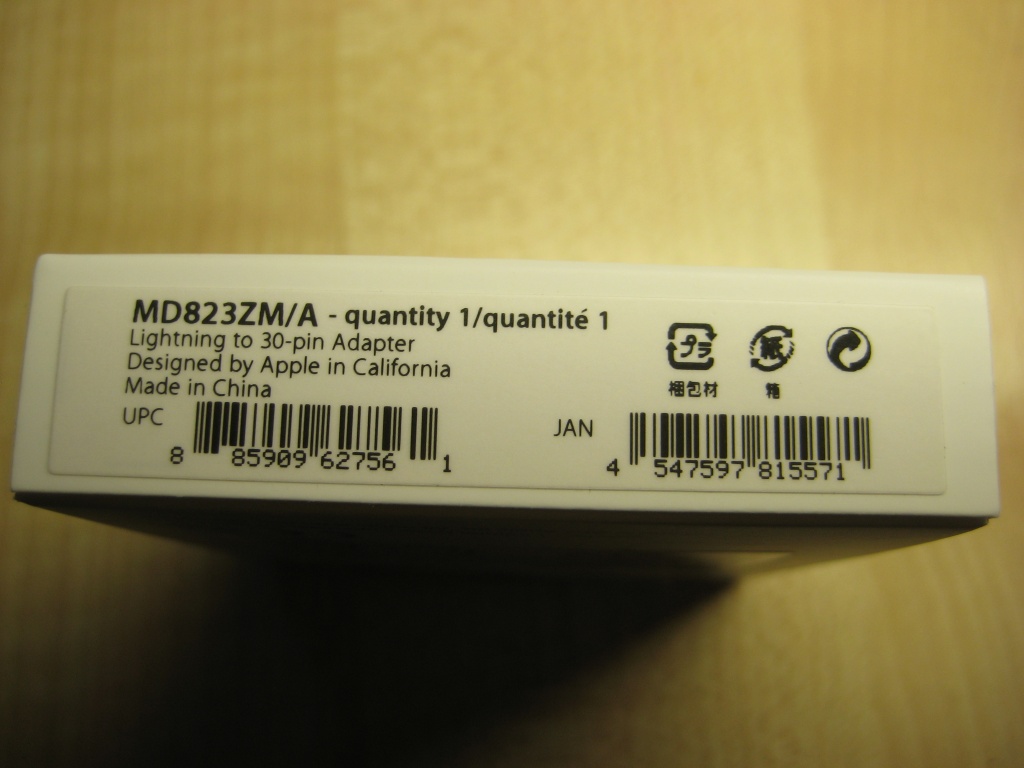 MD823ZM/A - quantity 1/quantité 1
Lightning to 30-pin Adapter
Designed by Apple in California
Made in China
プラ 紙
梱包材 箱
UPC JAN
8 85909 62756 1
4 547597 815571